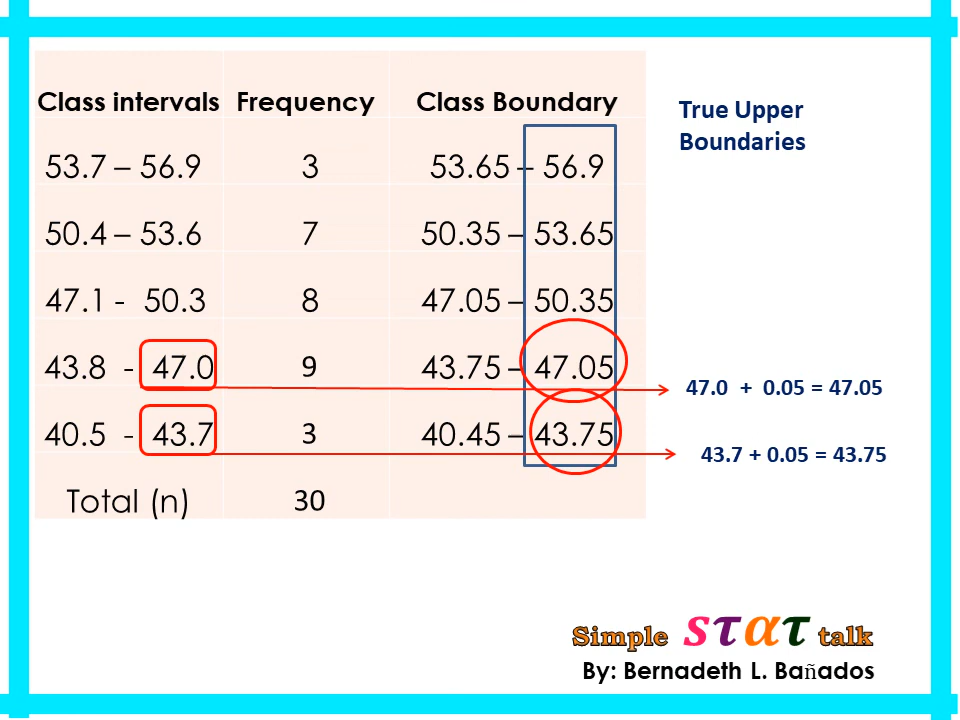 Class intervals Frequency Class Boundary
True Upper
Boundaries
53.7 – 56.9 3 53.65 – 56.9
50.4 – 53.6 7 50.35 – 53.65
47.1 - 50.3 8 47.05 – 50.35
43.8 - 47.0 9 43.75 – 47.05
47.0 + 0.05 = 47.05
40.5 - 43.7 3 40.45 – 43.75
43.7 + 0.05 = 43.75
Total (n) 30
Simple sτατ talk
By: Bernadeth L. Bañados